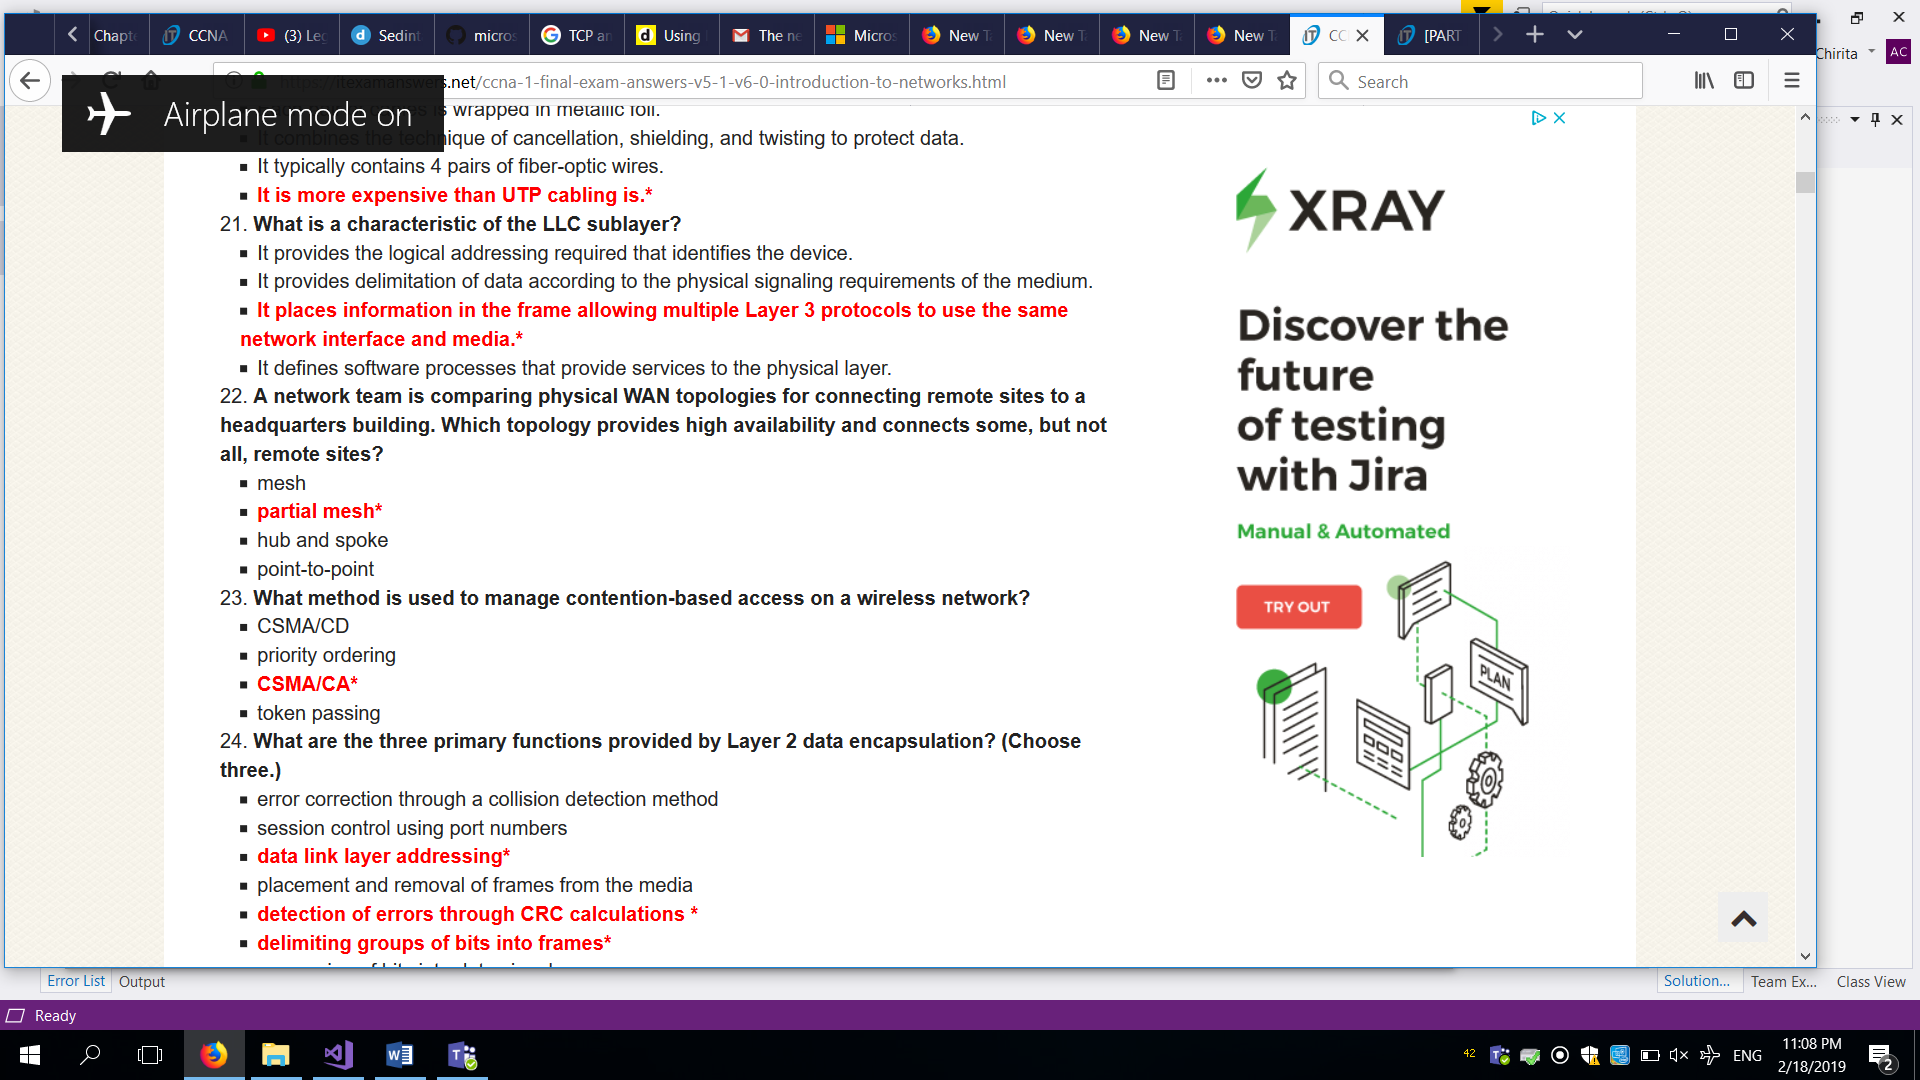 Chapte
CCNA
(3) Leg
Sedint
micros
TCP an
Using
The ne
Micros
New T
New T
New T
New T
CC
[PART
Chirita
AC
.net/ccna-1-final-exam-answers-v5-1-v6-0-introduction-to-networks.html
Search
Airplane mode on
is wrapped in metallic foil.
It combines the technique of cancellation, shielding, and twisting to protect data.
It typically contains 4 pairs of fiber-optic wires.
It is more expensive than UTP cabling is.*
21. What is a characteristic of the LLC sublayer?
It provides the logical addressing required that identifies the device.
It provides delimitation of data according to the physical signaling requirements of the medium.
It places information in the frame allowing multiple Layer 3 protocols to use the same
network interface and media.*
It defines software processes that provide services to the physical layer.
22. A network team is comparing physical WAN topologies for connecting remote sites to a
headquarters building. Which topology provides high availability and connects some, but not
all, remote sites?
mesh
partial mesh*
hub and spoke
point-to-point
23. What method is used to manage contention-based access on a wireless network?
CSMA/CD
priority ordering
CSMA/CA*
token passing
24. What are the three primary functions provided by Layer 2 data encapsulation? (Choose
three.)
error correction through a collision detection method
session control using port numbers
data link layer addressing*
placement and removal of frames from the media
detection of errors through CRC calculations *
delimiting groups of bits into frames*
XRAY
Discover the
future
of testing
with Jira
Manual & Automated
TRY OUT
PLAN
Error List
Output
Solution...
Team Ex...
Class View
Ready
42
ENG
11:08 PM
2/18/2019
2